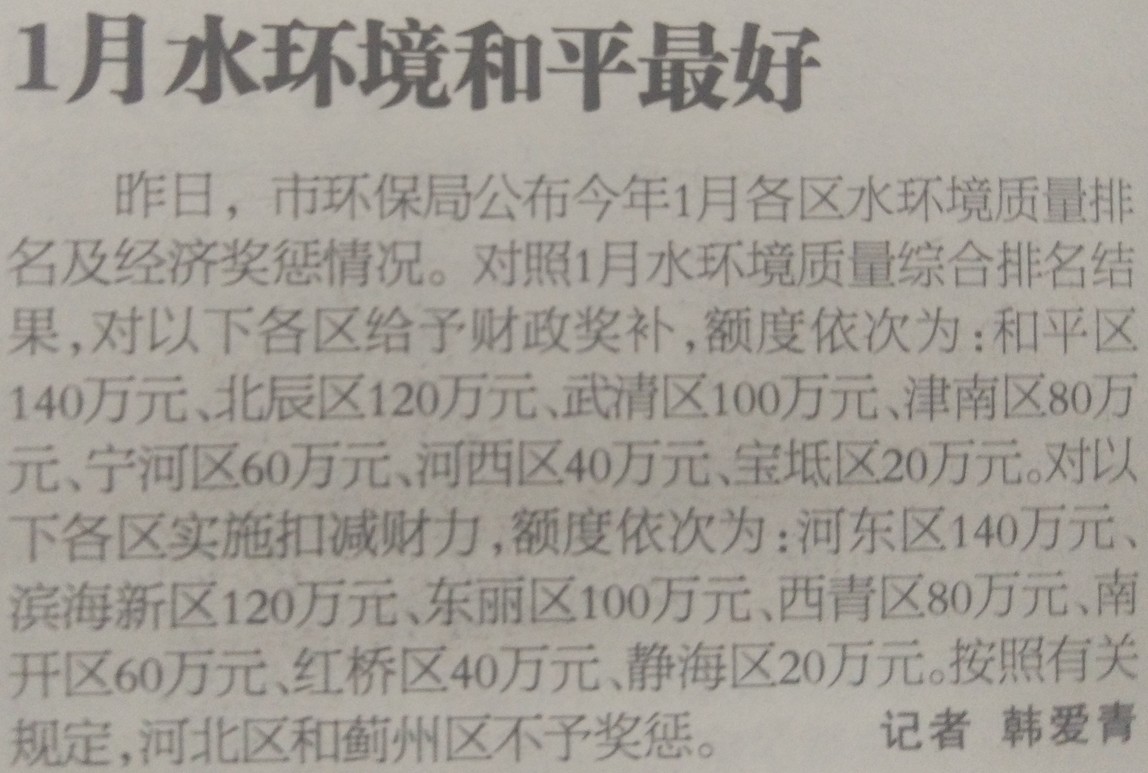 1月水环境和平最好
昨日，市环保局公布今年1月各区水环境质量排
名及经济奖惩情况。对照1月水环境质量综合排名结
果,对以下各区给予财政奖补,额度依次为:和平区
140万元、北辰区120万元、武清区100万元、津南区80万
元、宁河区60万元、河西区40万元、宝坻区20万元。对以
下各区实施扣减财力,额度依次为:河东区140万元、
滨海新区120万元、东丽区100万元、西青区80万元、南
开区60万元、红桥区40万元、静海区20万元。按照有关
规定,河北区和蓟州区不予奖惩。 记者 韩爱青